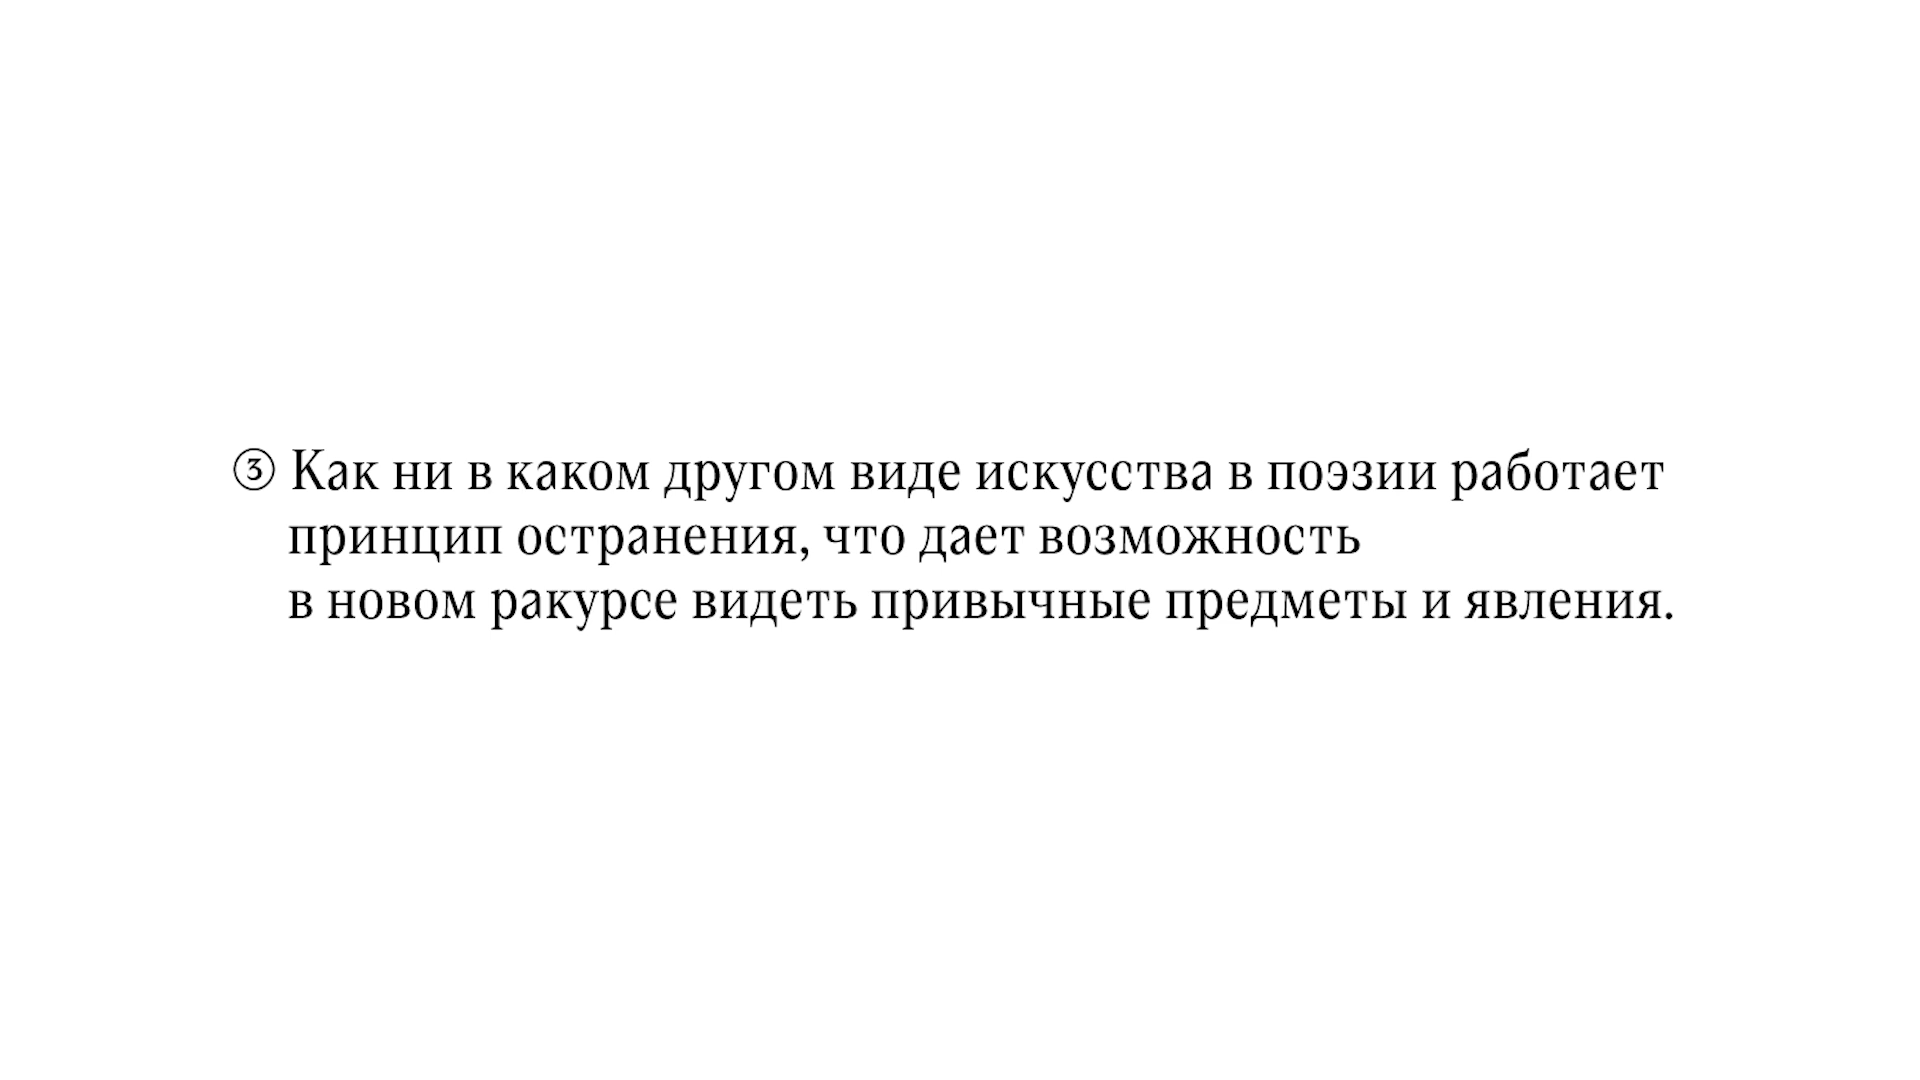 ③ Как ни в каком другом виде искусства в поэзии работает
принцип остранения, что дает возможность
в новом ракурсе видеть привычные предметы и явления.